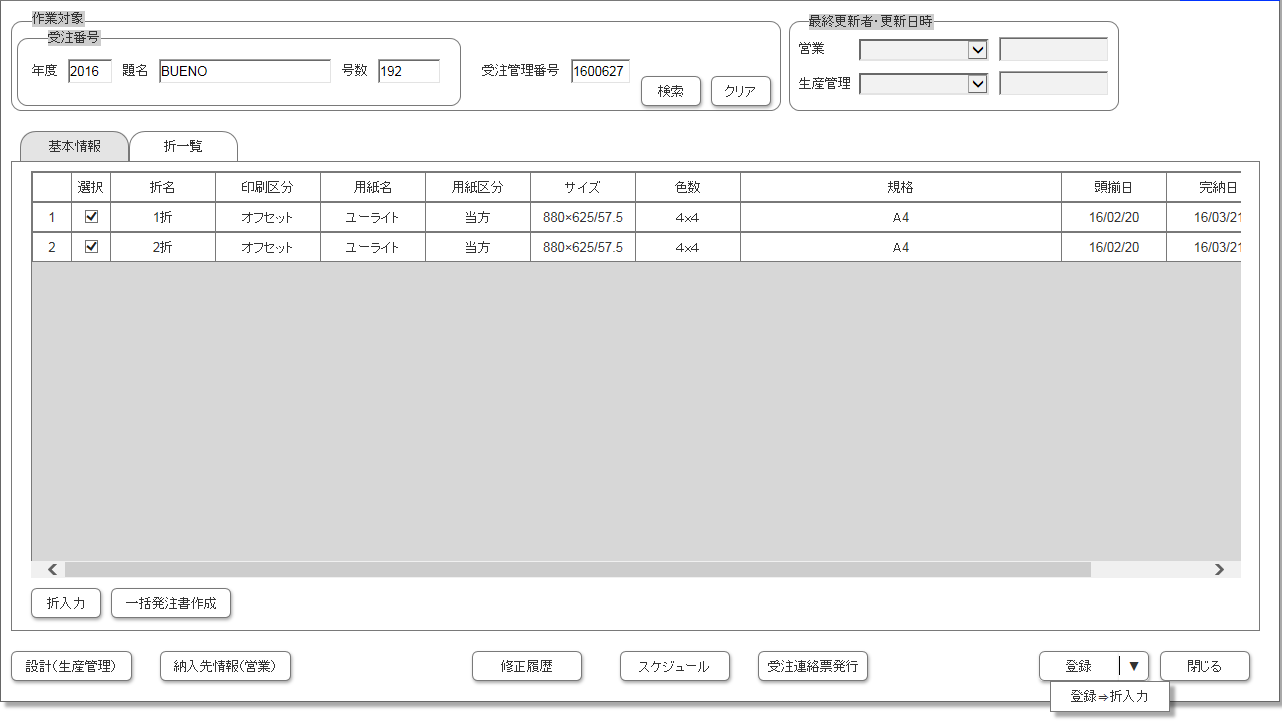 作業対象
受注番号
年度 2016 題名 BUENO 号数 192 受注管理番号 1600627
検索 クリア
最終更新者・更新日時
営業
生産管理
基本情報 折一覧
選択 折名 印刷区分 用紙名 用紙区分 サイズ 色数 規格 頭揃日 完納日
1 1折 オフセット ユーライト 当方 880×625/57.5 4×4 A4 16/02/20 16/03/21
2 2折 オフセット ユーライト 当方 880×625/57.5 4×4 A4 16/02/20 16/03/21
折入力 一括発注書作成
設計(生産管理) 納入先情報(営業) 修正履歴 スケジュール 受注連絡票発行 登録 ▼ 閉じる
登録⇒折入力